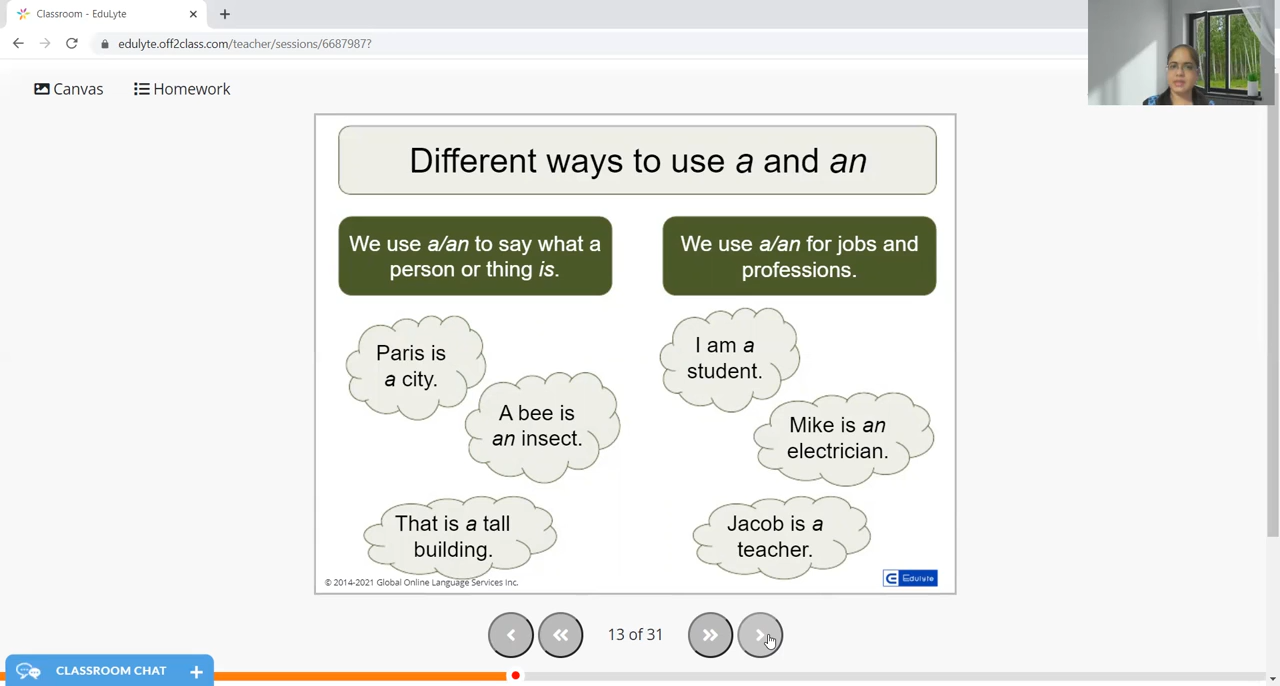 Classroom - EduLyte
edulyte.off2class.com/teacher/sessions/6687987?
Canvas
Homework
Different ways to use a and an
We use a/an to say what a
person or thing is.
We use a/an for jobs and
professions.
Paris is
a city.
A bee is
an insect.
That is a tall
building.
I am a
student.
Mike is an
electrician.
Jacob is a
teacher.
© 2014-2021 Global Online Language Services Inc.
Edulyte
13 of 31
CLASSROOM CHAT